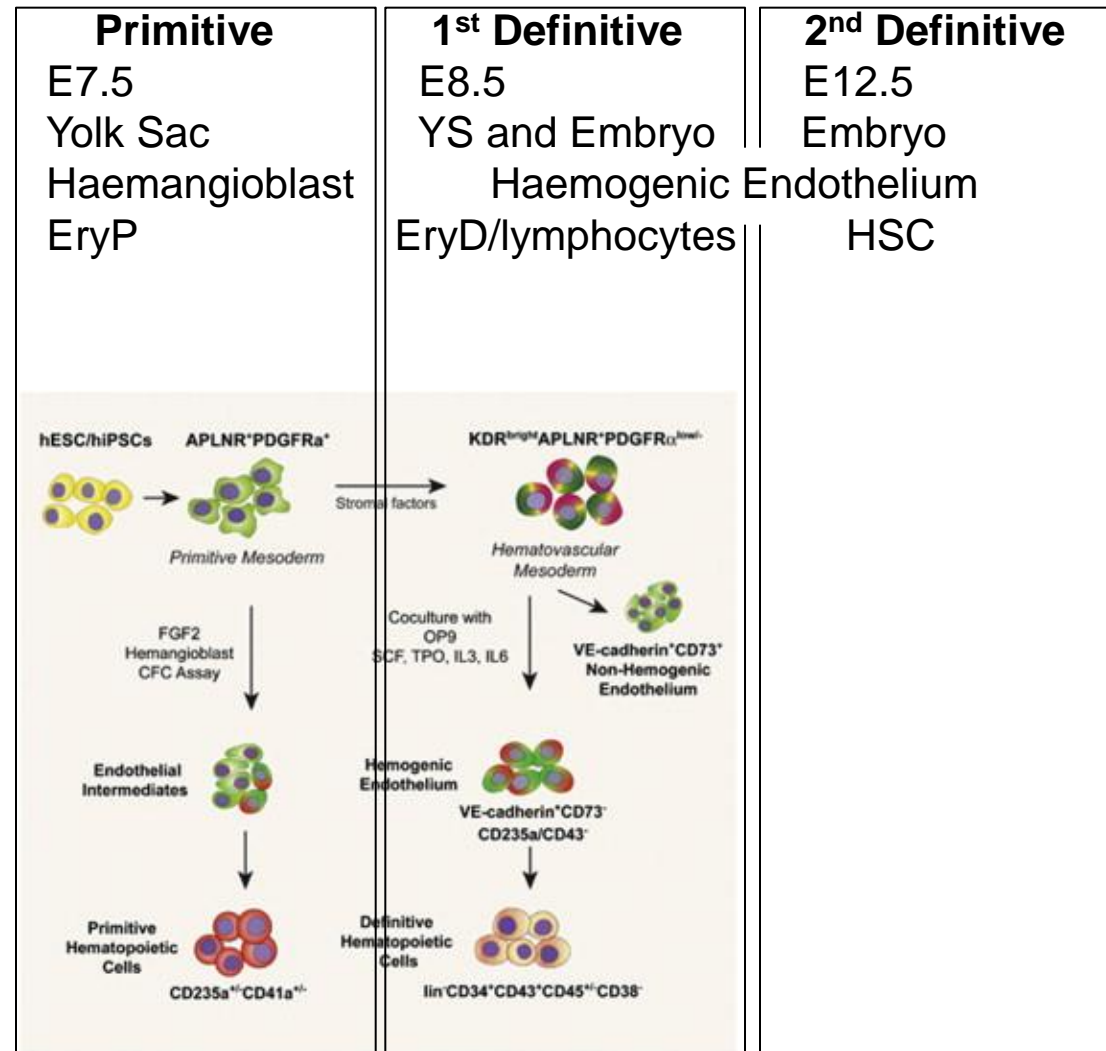 Primitive
E7.5
Yolk Sac
Haemangioblast
EryP
1st Definitive
E8.5
YS and Embryo
2nd Definitive
E12.5
Embryo
Haemogenic Endothelium
EryD/lymphocytes
HSC
hESC/hiPSCs
APLNR⁺PDGFRa⁺
Primitive Mesoderm
Stromal factors
KDRbrightAPLNR⁺PDGFRαlow/-
Hematovascular
Mesoderm
FGF2
Hemangioblast
CFC Assay
Coculture with
OP9
SCF, TPO, IL3, IL6
VE-cadherin⁺CD73⁺
Non-Hemogenic
Endothelium
Endothelial
Intermediates
Hemogenic
Endothelium
VE-cadherin⁺CD73⁻
CD235a/CD43⁻
Primitive
Hematopoietic
Cells
CD235a⁺/⁻CD41a⁺/⁻
Definitive
Hematopoietic
Cells
lin⁻CD34⁺CD43⁺CD45⁺/⁻CD38⁻